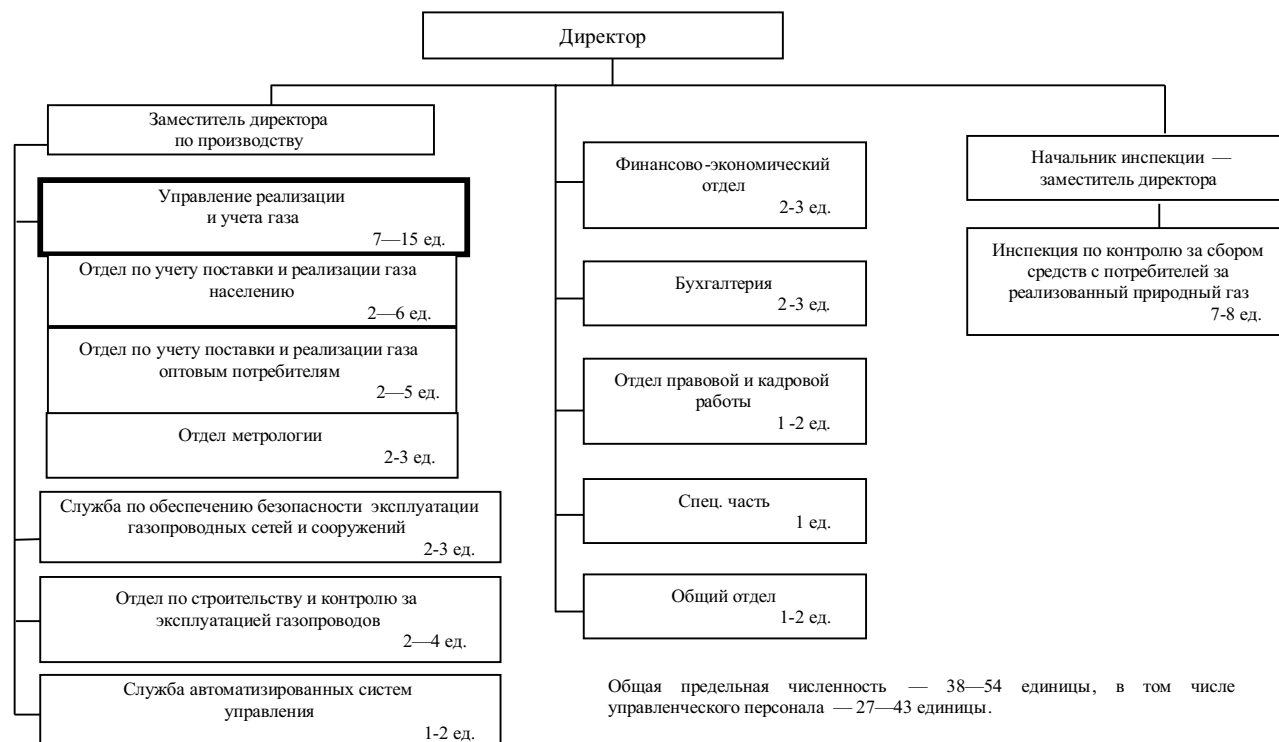 Директор
Заместитель директора
по производству
Управление реализации
и учета газа
7—15 ед.
Отдел по учету поставки и реализации газа
населению
2—6 ед.
Отдел по учету поставки и реализации газа
оптовым потребителям
2—5 ед.
Отдел метрологии
2-3 ед.
Служба по обеспечению безопасности эксплуатации
газопроводных сетей и сооружений
2-3 ед.
Отдел по строительству и контролю за
эксплуатацией газопроводов
2—4 ед.
Служба автоматизированных систем
управления
1-2 ед.
Финансово-экономический
отдел
2-3 ед.
Бухгалтерия
2-3 ед.
Отдел правовой и кадровой
работы
1-2 ед.
Спец. часть
1 ед.
Общий отдел
1-2 ед.
Начальник инспекции —
заместитель директора
Инспекция по контролю за сбором
средств с потребителей за
реализованный природный газ
7-8 ед.
Общая предельная численность — 38—54 единицы, в том числе
управленческого персонала — 27—43 единицы.